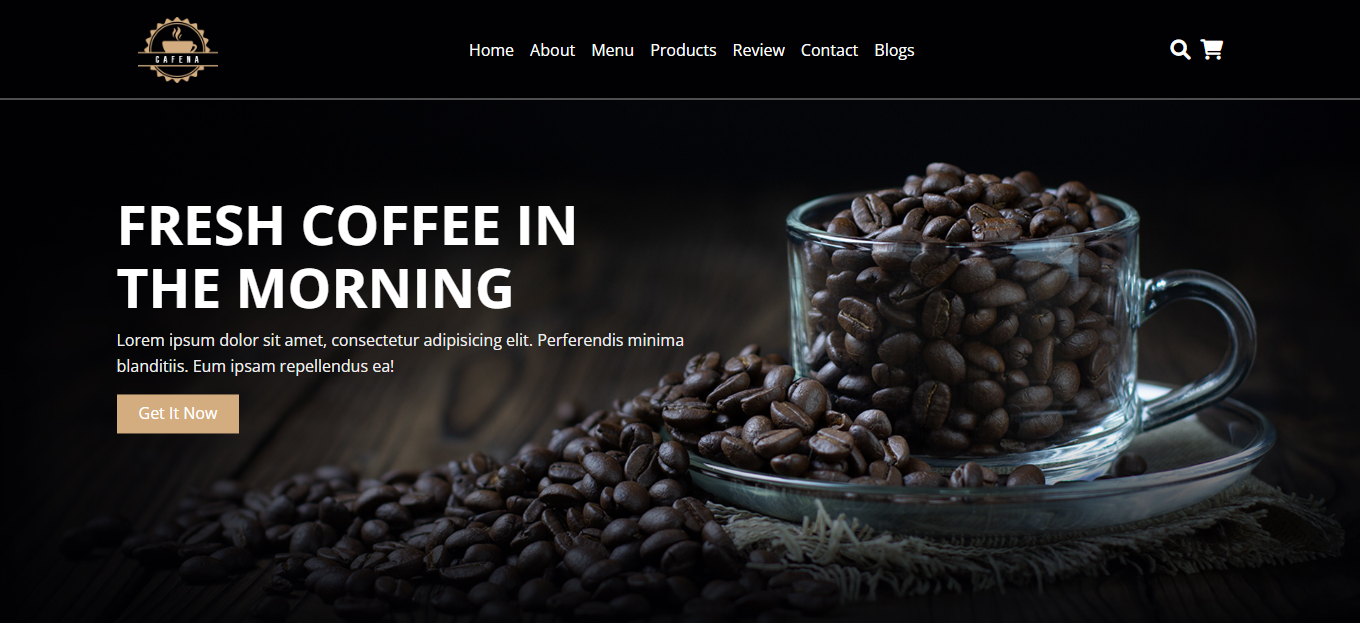 CAFENA
Home About Menu Products Review Contact Blogs
FRESH COFFEE IN
THE MORNING
Lorem ipsum dolor sit amet, consectetur adipisicing elit. Perferendis minima
blanditiis. Eum ipsam repellendus ea!
Get It Now